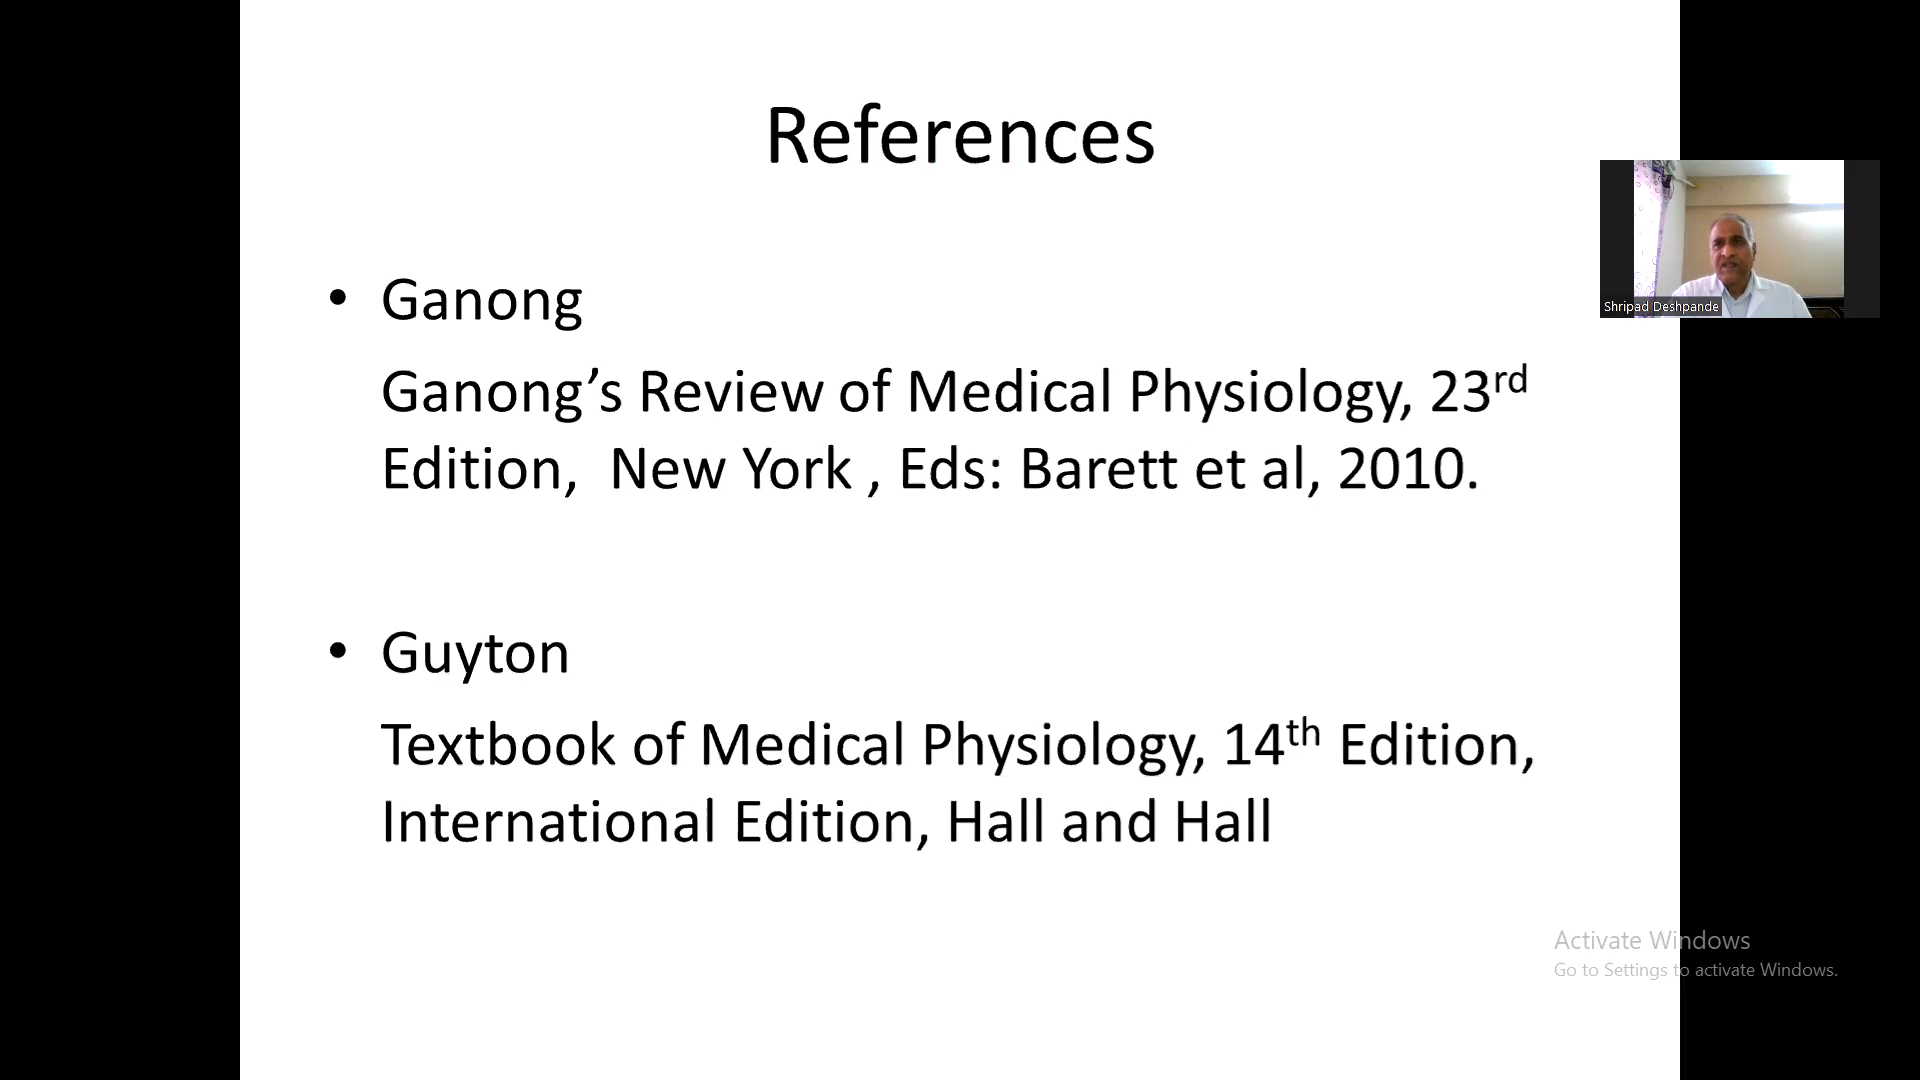 References
• Ganong
Ganong’s Review of Medical Physiology, 23rd
Edition,  New York , Eds: Barett et al, 2010.
• Guyton
Textbook of Medical Physiology, 14th Edition,
International Edition, Hall and Hall
Shripad Deshpande
Activate Windows
Go to Settings to activate Windows.